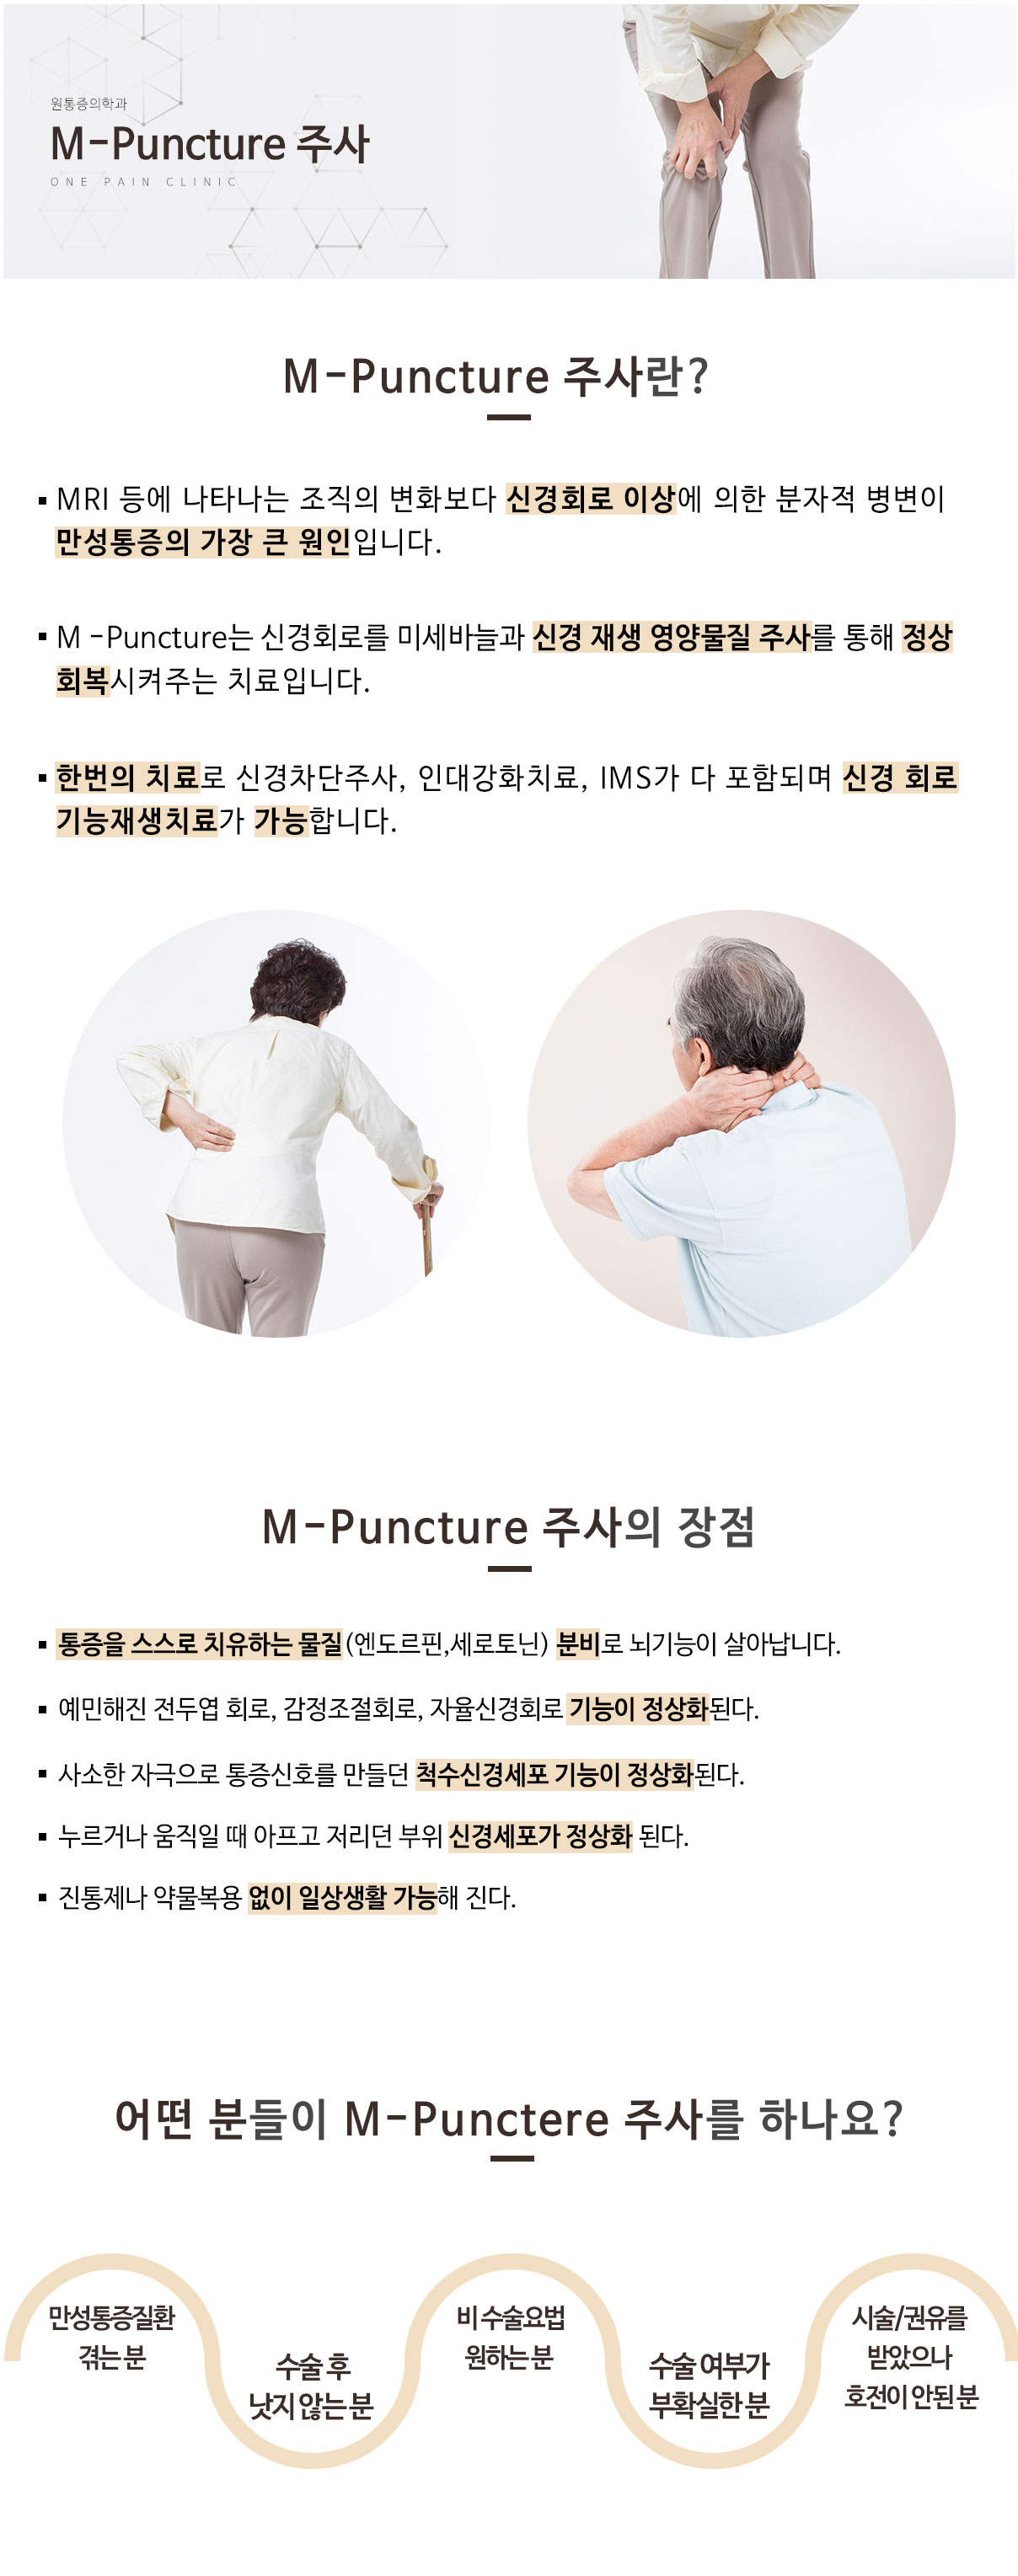 원통증의학과
M-Puncture 주사
ONE PAIN CLINIC
M-Puncture 주사란?
▪ MRI 등에 나타나는 조직의 변화보다 신경회로 이상에 의한 분자적 병변이
만성통증의 가장 큰 원인입니다.
▪ M -Puncture는 신경회로를 미세바늘과 신경 재생 영양물질 주사를 통해 정상
회복시켜주는 치료입니다.
▪ 한번의 치료로 신경차단주사, 인대강화치료, IMS가 다 포함되며 신경 회로
기능재생치료가 가능합니다.
M-Puncture 주사의 장점
▪ 통증을 스스로 치유하는 물질(엔도르핀,세로토닌) 분비로 뇌기능이 살아납니다.
▪ 예민해진 전두엽 회로, 감정조절회로, 자율신경회로 기능이 정상화된다.
▪ 사소한 자극으로 통증신호를 만들던 척수신경세포 기능이 정상화된다.
▪ 누르거나 움직일 때 아프고 저리던 부위 신경세포가 정상화 된다.
▪ 진통제나 약물복용 없이 일상생활 가능해 진다.
어떤 분들이 M-Punctere 주사를 하나요?
만성통증질환
겪는 분
수술 후
낫지 않는 분
비 수술요법
원하는 분
수술 여부가
부확실한 분
시술/권유를
받았으나
호전이 안된 분